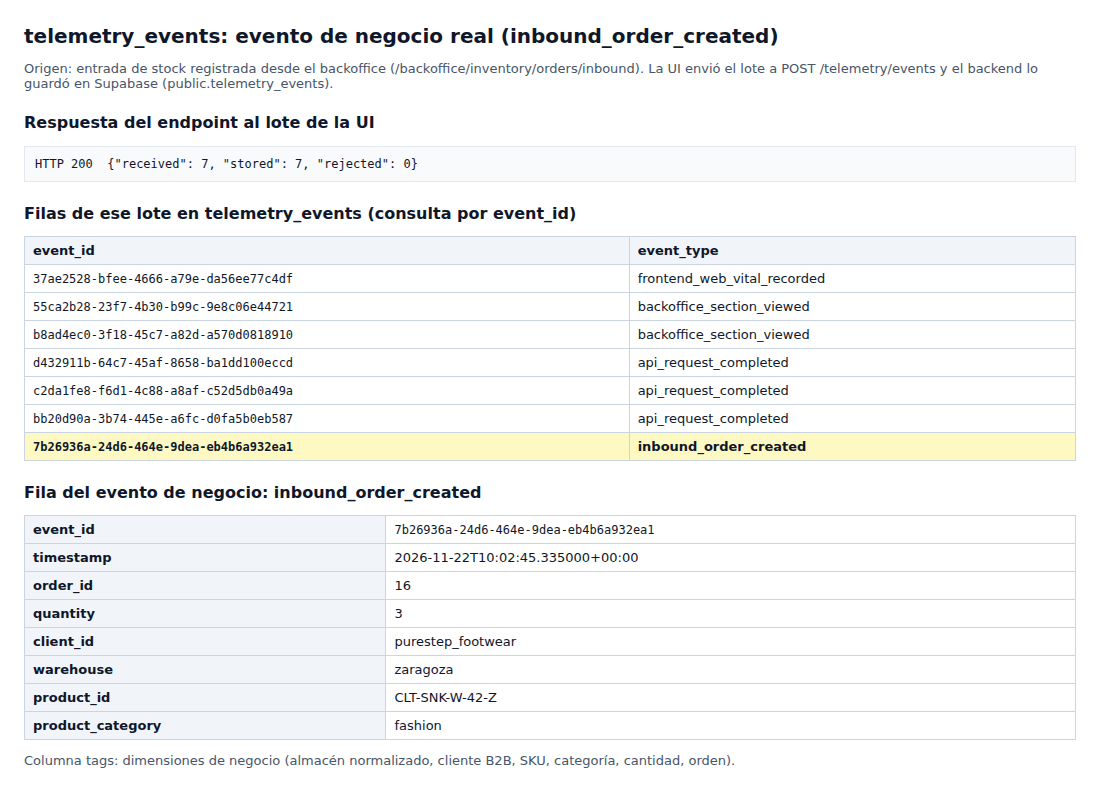 telemetry_events: evento de negocio real (inbound_order_created)
Origen: entrada de stock registrada desde el backoffice (/backoffice/inventory/orders/inbound). La UI envió el lote a POST /telemetry/events y el backend lo
guardó en Supabase (public.telemetry_events).
Respuesta del endpoint al lote de la UI
HTTP 200  {"received": 7, "stored": 7, "rejected": 0}
Filas de ese lote en telemetry_events (consulta por event_id)
event_id event_type
37ae2528-bfee-4666-a79e-da56ee77c4df frontend_web_vital_recorded
55ca2b28-23f7-4b30-b99c-9e8c06e44721 backoffice_section_viewed
b8ad4ec0-3f18-45c7-a82d-a570d0818910 backoffice_section_viewed
d432911b-64c7-45af-8658-ba1dd100eccd api_request_completed
c2da1fe8-f6d1-4c88-a8af-c52d5db0a49a api_request_completed
bb20d90a-3b74-445e-a6fc-d0fa5b0eb587 api_request_completed
7b26936a-24d6-464e-9dea-eb4b6a932ea1 inbound_order_created
Fila del evento de negocio: inbound_order_created
event_id 7b26936a-24d6-464e-9dea-eb4b6a932ea1
timestamp 2026-11-22T10:02:45.335000+00:00
order_id 16
quantity 3
client_id purestep_footwear
warehouse zaragoza
product_id CLT-SNK-W-42-Z
product_category fashion
Columna tags: dimensiones de negocio (almacén normalizado, cliente B2B, SKU, categoría, cantidad, orden).